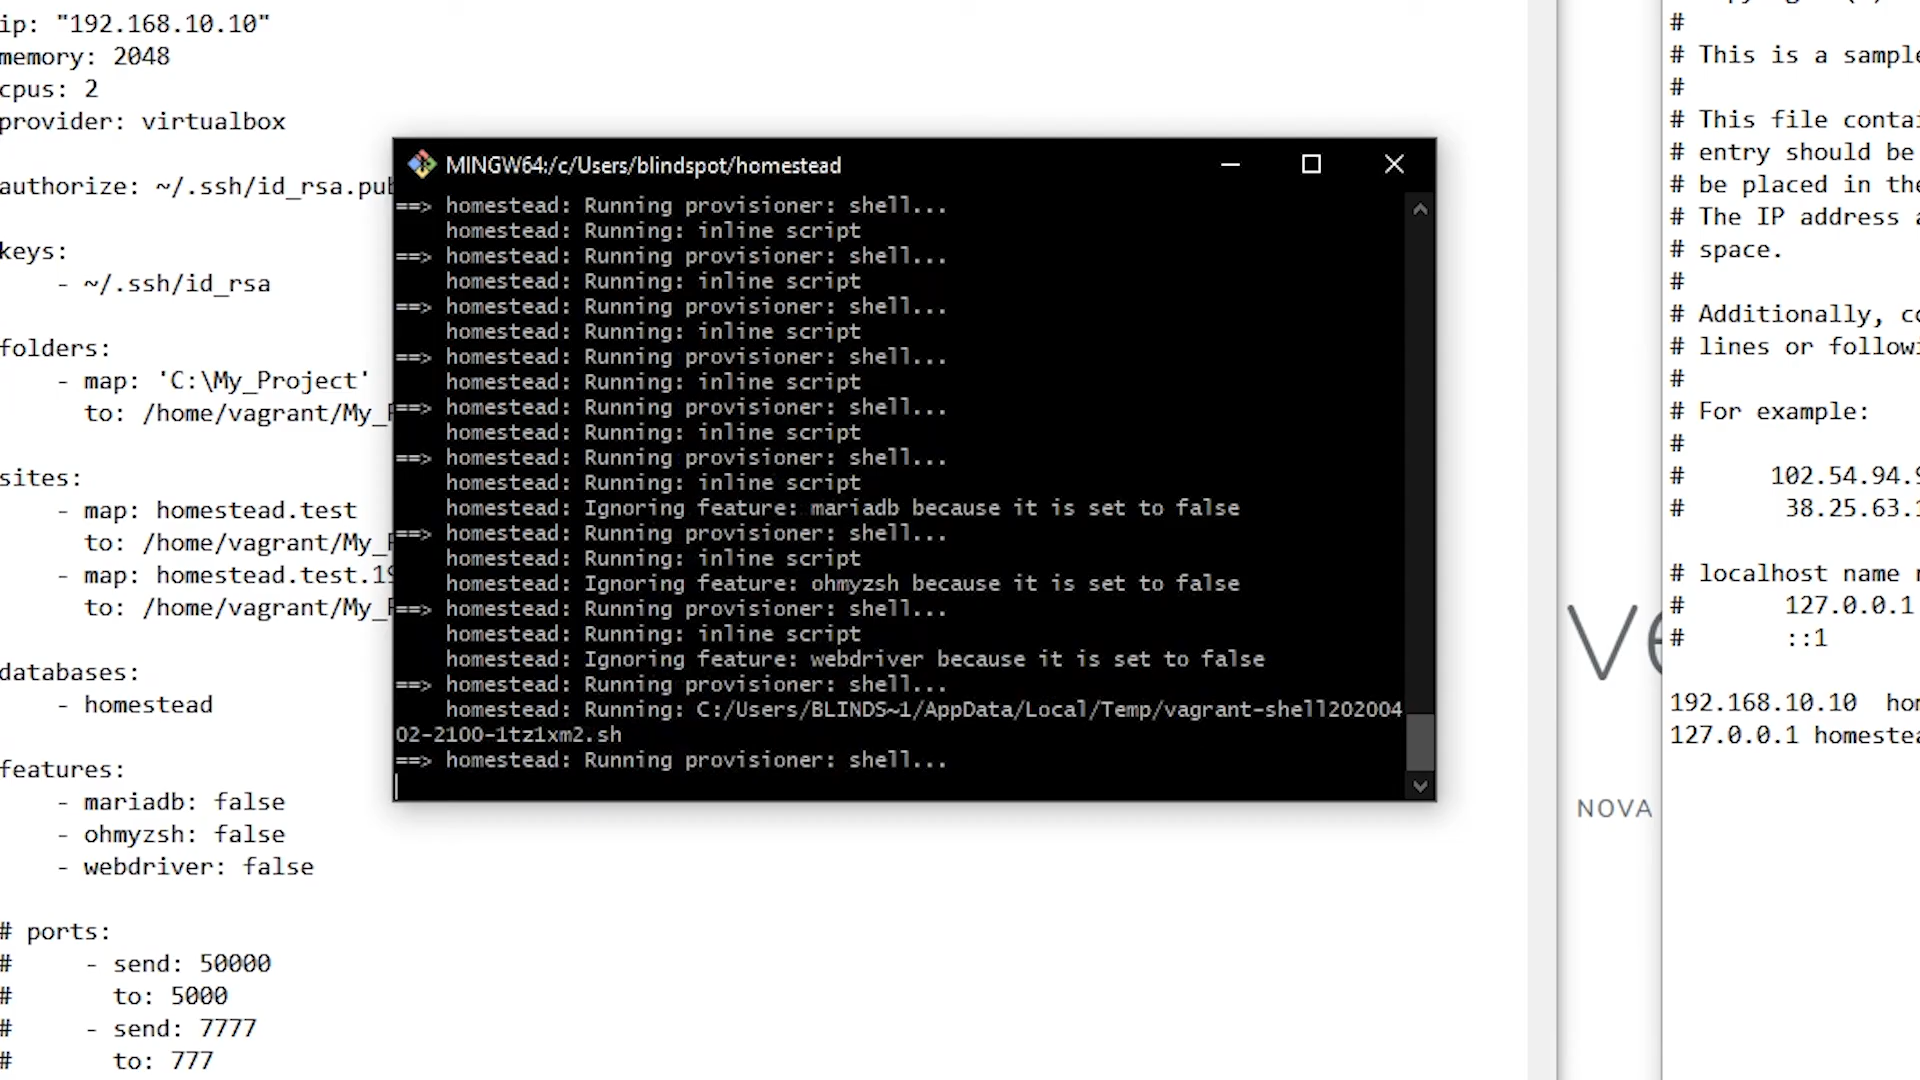 ip: "192.168.10.10"
memory: 2048
cpus: 2
provider: virtualbox
authorize: ~/.ssh/id_rsa.pub
keys:
- ~/.ssh/id_rsa
folders:
- map: 'C:\My_Project'
to: /home/vagrant/My_
sites:
- map: homestead.test
to: /home/vagrant/My_
- map: homestead.test.19
to: /home/vagrant/My_
databases:
- homestead
features:
- mariadb: false
- ohmyzsh: false
- webdriver: false
# ports:
# - send: 50000
# to: 5000
# - send: 7777
# to: 777
MINGW64:/c/Users/blindspot/homestead
==> homestead: Running provisioner: shell...
homestead: Running: inline script
==> homestead: Running provisioner: shell...
homestead: Running: inline script
==> homestead: Running provisioner: shell...
homestead: Running: inline script
==> homestead: Running provisioner: shell...
homestead: Running: inline script
==> homestead: Running provisioner: shell...
homestead: Running: inline script
==> homestead: Running provisioner: shell...
homestead: Running: inline script
homestead: Ignoring feature: mariadb because it is set to false
==> homestead: Running provisioner: shell...
homestead: Running: inline script
homestead: Ignoring feature: ohmyzsh because it is set to false
==> homestead: Running provisioner: shell...
homestead: Running: inline script
homestead: Ignoring feature: webdriver because it is set to false
==> homestead: Running provisioner: shell...
homestead: Running: C:/Users/BLINDS~1/AppData/Local/Temp/vagrant-shell202004
02-2100-1tz1xm2.sh
==> homestead: Running provisioner: shell...
Ve
NOVA
#
# This is a sample
#
# This file contai
# entry should be
# be placed in the
# The IP address a
# space.
#
# Additionally, co
# lines or followi
#
# For example:
#
# 102.54.94.9
# 38.25.63.1
# localhost name r
# 127.0.0.1
# ::1
192.168.10.10 hom
127.0.0.1 homestea